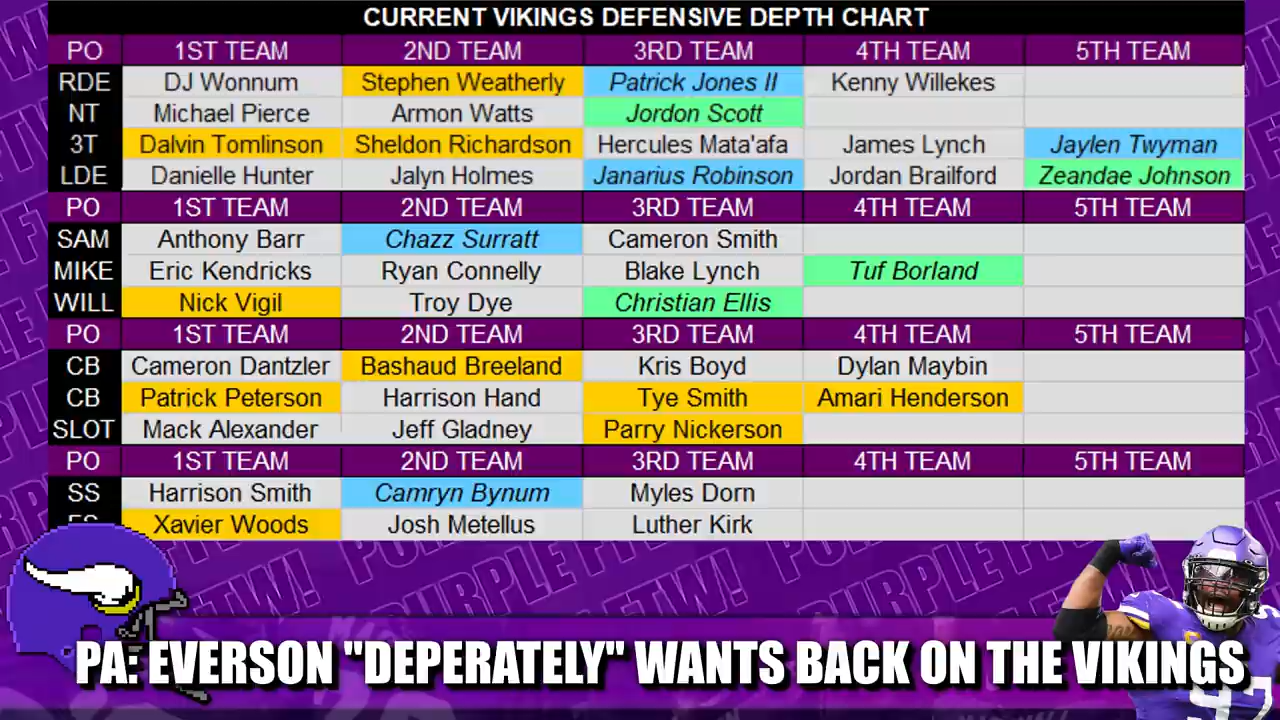 CURRENT VIKINGS DEFENSIVE DEPTH CHART
PO 1ST TEAM 2ND TEAM 3RD TEAM 4TH TEAM 5TH TEAM
RDE DJ Wonnum Stephen Weatherly Patrick Jones II Kenny Willekes
NT Michael Pierce Armon Watts Jordon Scott
3T Dalvin Tomlinson Sheldon Richardson Hercules Mata'afa James Lynch Jaylen Twyman
LDE Danielle Hunter Jalyn Holmes Janarius Robinson Jordan Brailford Zeandae Johnson
PO 1ST TEAM 2ND TEAM 3RD TEAM 4TH TEAM 5TH TEAM
SAM Anthony Barr Chazz Surratt Cameron Smith
MIKE Eric Kendricks Ryan Connelly Blake Lynch Tuf Borland
WILL Nick Vigil Troy Dye Christian Ellis
PO 1ST TEAM 2ND TEAM 3RD TEAM 4TH TEAM 5TH TEAM
CB Cameron Dantzler Bashaud Breeland Kris Boyd Dylan Maybin
CB Patrick Peterson Harrison Hand Tye Smith Amari Henderson
SLOT Mack Alexander Jeff Gladney Parry Nickerson
PO 1ST TEAM 2ND TEAM 3RD TEAM 4TH TEAM 5TH TEAM
SS Harrison Smith Camryn Bynum Myles Dorn
FS Xavier Woods Josh Metellus Luther Kirk
PURPLE FTW!
PA: EVERSON "DEPERATELY" WANTS BACK ON THE VIKINGS
97